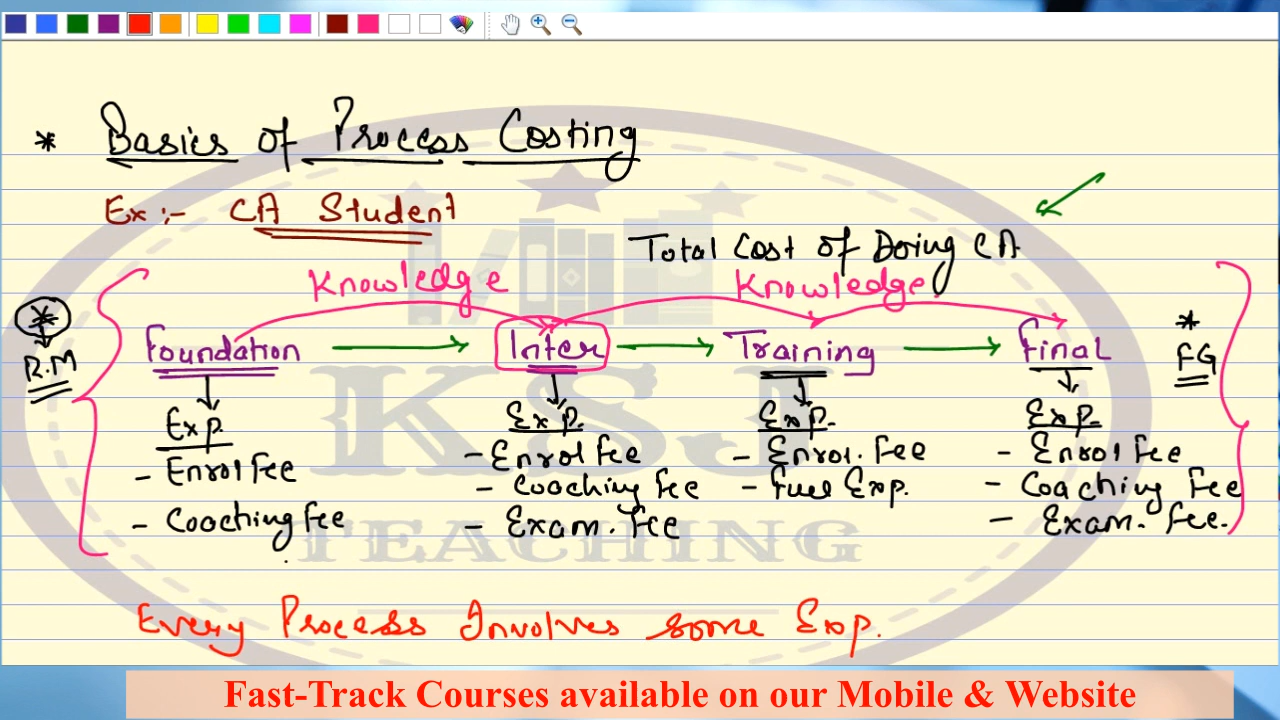 * Basics of Process Costing
Ex :- CA Student
Total Cost of Doing CA
Knowledge Knowledge
* R.M
Foundation Inter Training Final
* FG
Exp Exp. Exp. Exp.
- Enrol Fee - Enrol Fee - Enrol. Fee - Enrol Fee
- Coaching Fee - Coaching Fee - Fuel Exp. - Coaching Fee
- Exam. Fee - Exam. Fee.
Every Process Involves some Exp.
KSJ
TEACHING
Fast-Track Courses available on our Mobile & Website